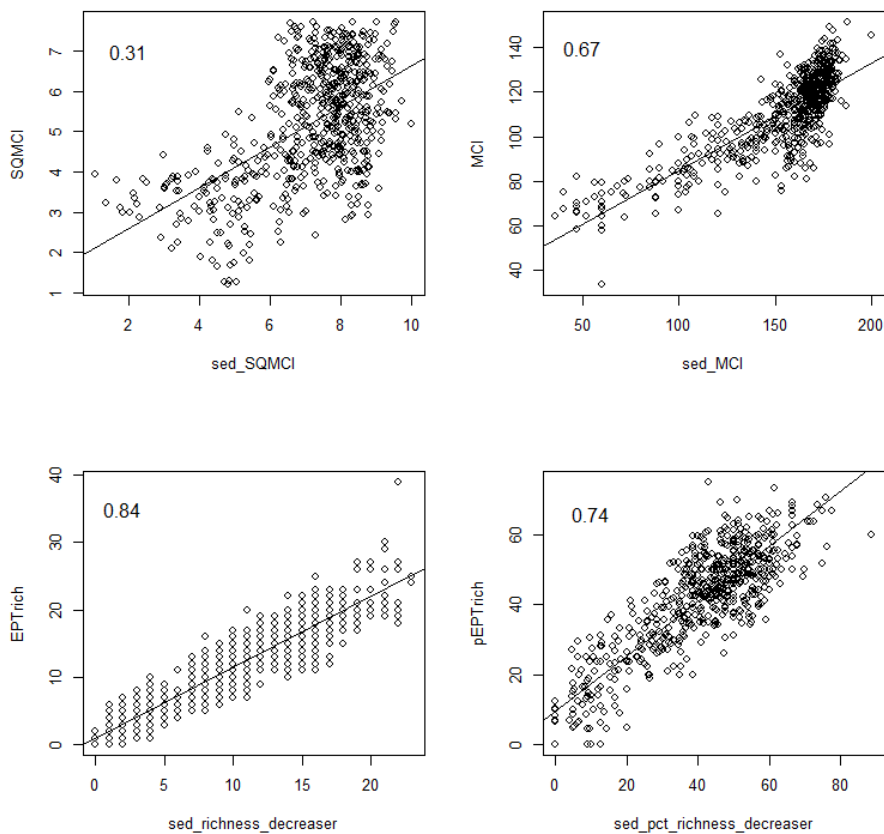 0.31
SQMCI
1 2 3 4 5 6 7
2 4 6 8 10
sed_SQMCI
0.67
MCI
40 60 80 100 120 140
50 100 150 200
sed_MCI
0.84
EPTrich
0 10 20 30 40
0 5 10 15 20
sed_richness_decreaser
0.74
pEPTrich
0 20 40 60
0 20 40 60 80
sed_pct_richness_decreaser